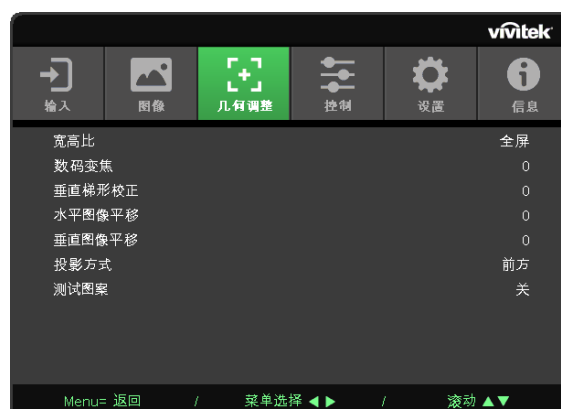 vivitek
输入 图像 几何调整 控制 设置 信息
宽高比 全屏
数码变焦 0
垂直梯形校正 0
水平图像平移 0
垂直图像平移 0
投影方式 前方
测试图案 关
Menu= 返回 / 菜单选择 ◀ ▶ / 滚动 ▲▼